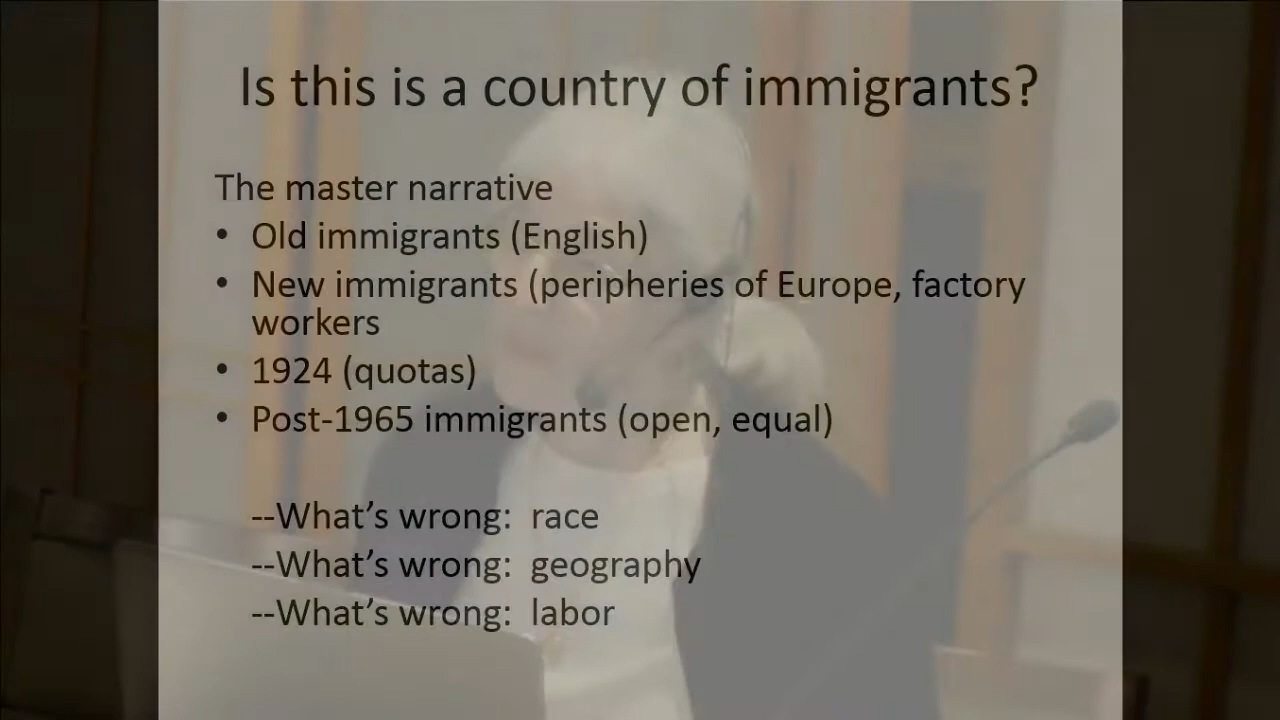 Is this is a country of immigrants?
The master narrative
• Old immigrants (English)
• New immigrants (peripheries of Europe, factory
workers
• 1924 (quotas)
• Post-1965 immigrants (open, equal)
--What’s wrong:  race
--What’s wrong:  geography
--What’s wrong:  labor